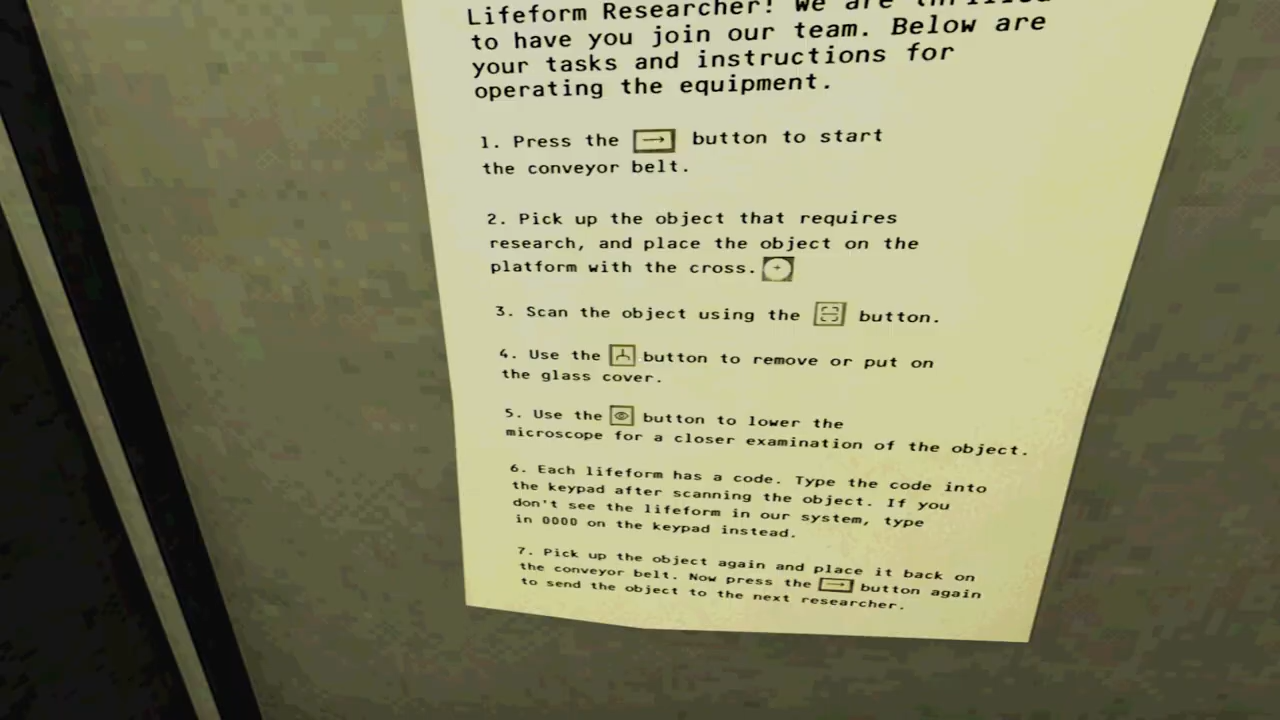 Lifeform Researcher! We are thrilled
to have you join our team. Below are
your tasks and instructions for
operating the equipment.
1. Press the button to start
the conveyor belt.
2. Pick up the object that requires
research, and place the object on the
platform with the cross.
3. Scan the object using the button.
4. Use the button to remove or put on
the glass cover.
5. Use the button to lower the
microscope for a closer examination of the object.
6. Each lifeform has a code. Type the code into
the keypad after scanning the object. If you
don't see the lifeform in our system, type
in 0000 on the keypad instead.
7. Pick up the object again and place it back on
the conveyor belt. Now press the button again
to send the object to the next researcher.